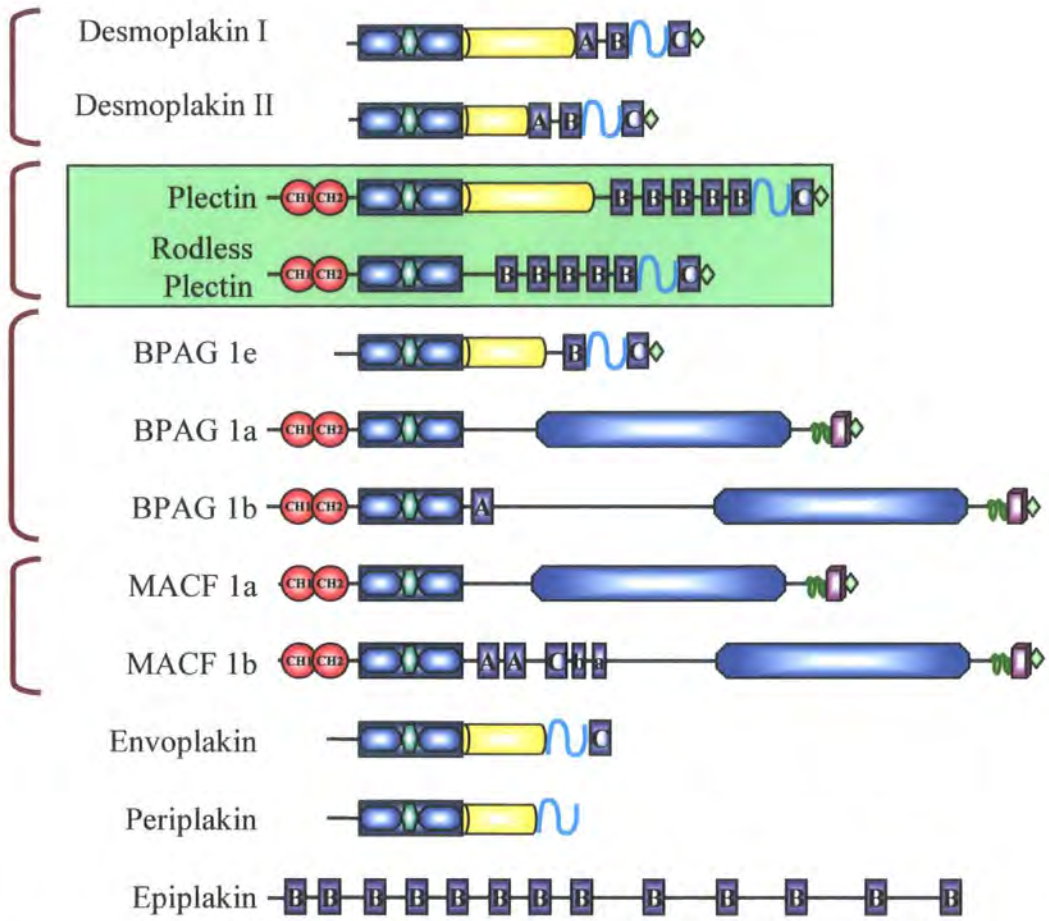 Desmoplakin I A B C
Desmoplakin II A B C
Plectin CH1 CH2 B B B B B C
Rodless
Plectin CH1 CH2 B B B B B C
BPAG 1e B C
BPAG 1a CH1 CH2
BPAG 1b CH1 CH2 A
MACF 1a CH1 CH2
MACF 1b CH1 CH2 A A C b a
Envoplakin C
Periplakin
Epiplakin B B B B B B B B B B B B B